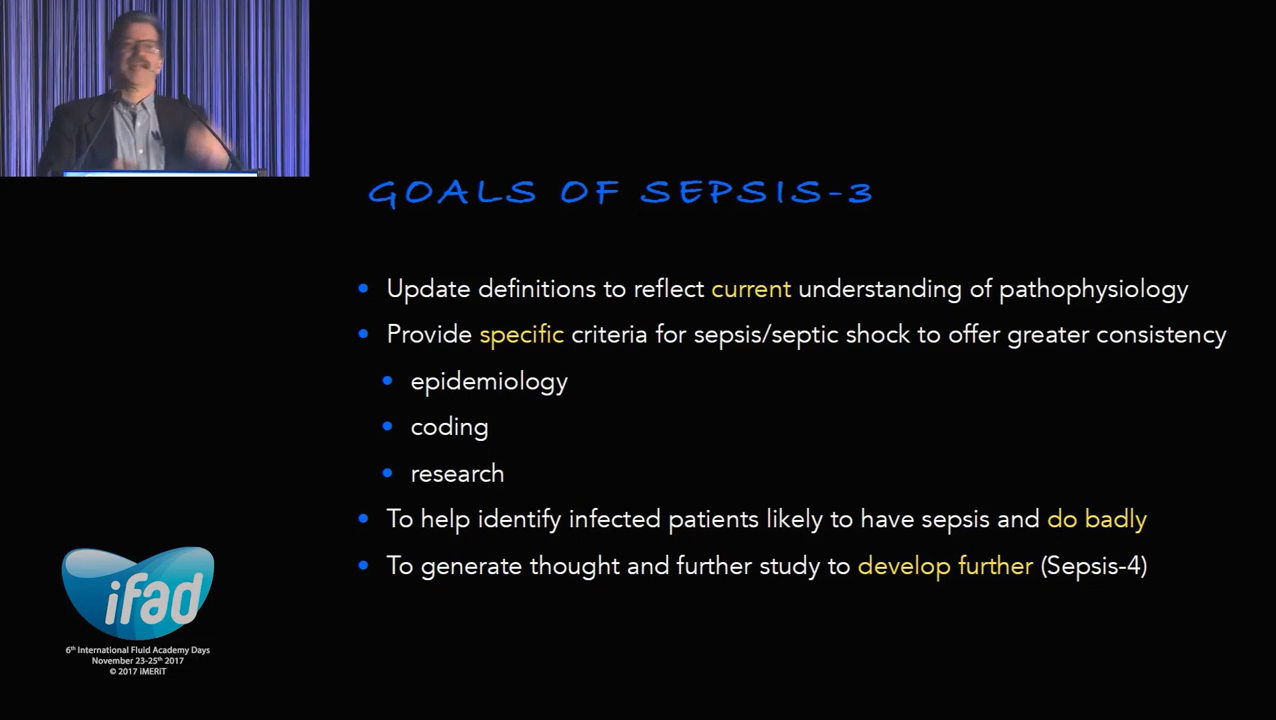 GOALS OF SEPSIS-3
Update definitions to reflect current understanding of pathophysiology
Provide specific criteria for sepsis/septic shock to offer greater consistency
epidemiology
coding
research
To help identify infected patients likely to have sepsis and do badly
To generate thought and further study to develop further (Sepsis-4)
ifad
6th International Fluid Academy Days
November 23-25th 2017
© 2017 iMERiT